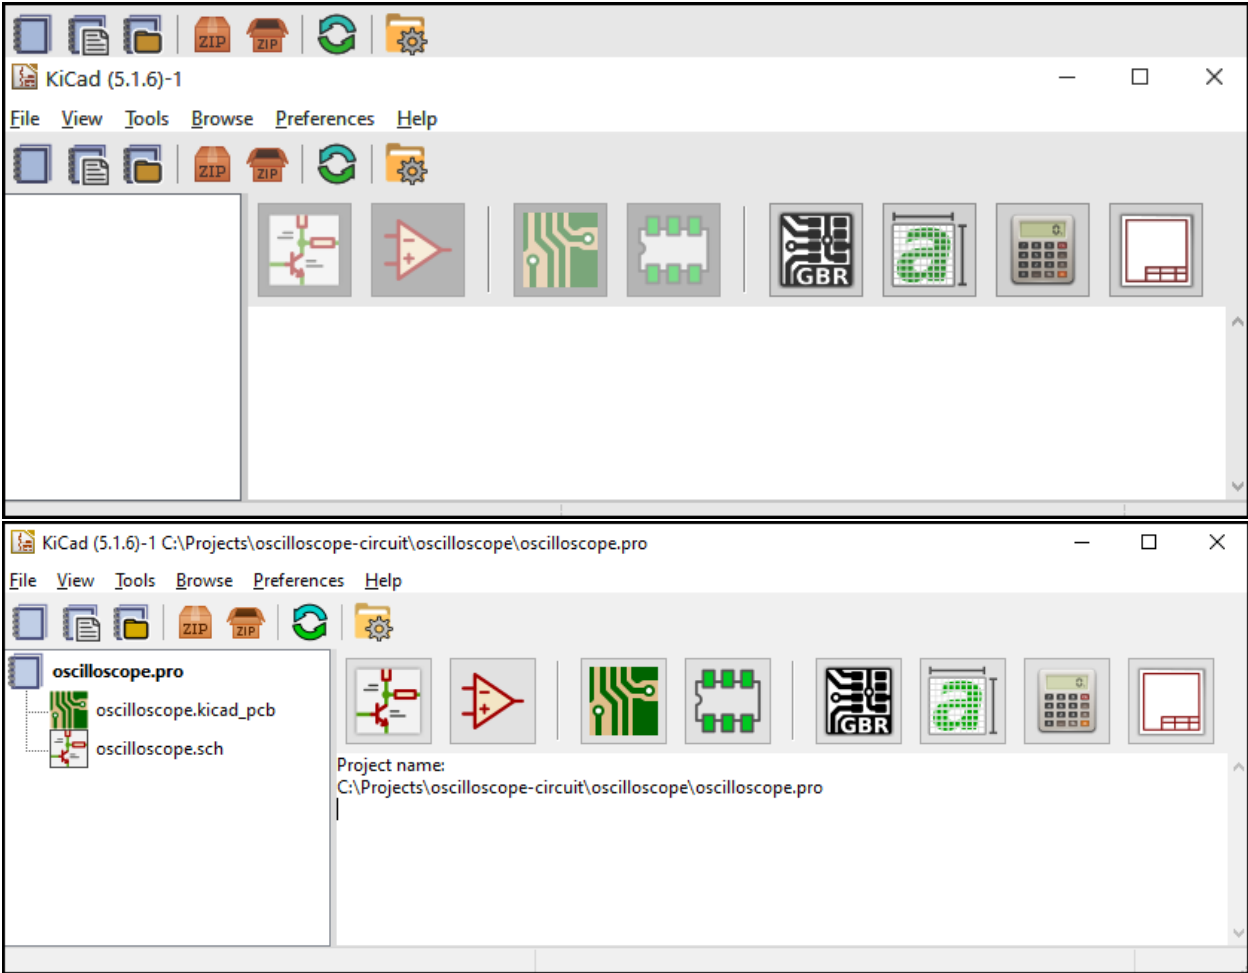 ZIP ZIP
KiCad (5.1.6)-1
File View Tools Browse Preferences Help
ZIP ZIP
GBR a 0.
KiCad (5.1.6)-1 C:\Projects\oscilloscope-circuit\oscilloscope\oscilloscope.pro
File View Tools Browse Preferences Help
ZIP ZIP
oscilloscope.pro
oscilloscope.kicad_pcb
oscilloscope.sch
GBR a 0.
Project name:
C:\Projects\oscilloscope-circuit\oscilloscope\oscilloscope.pro